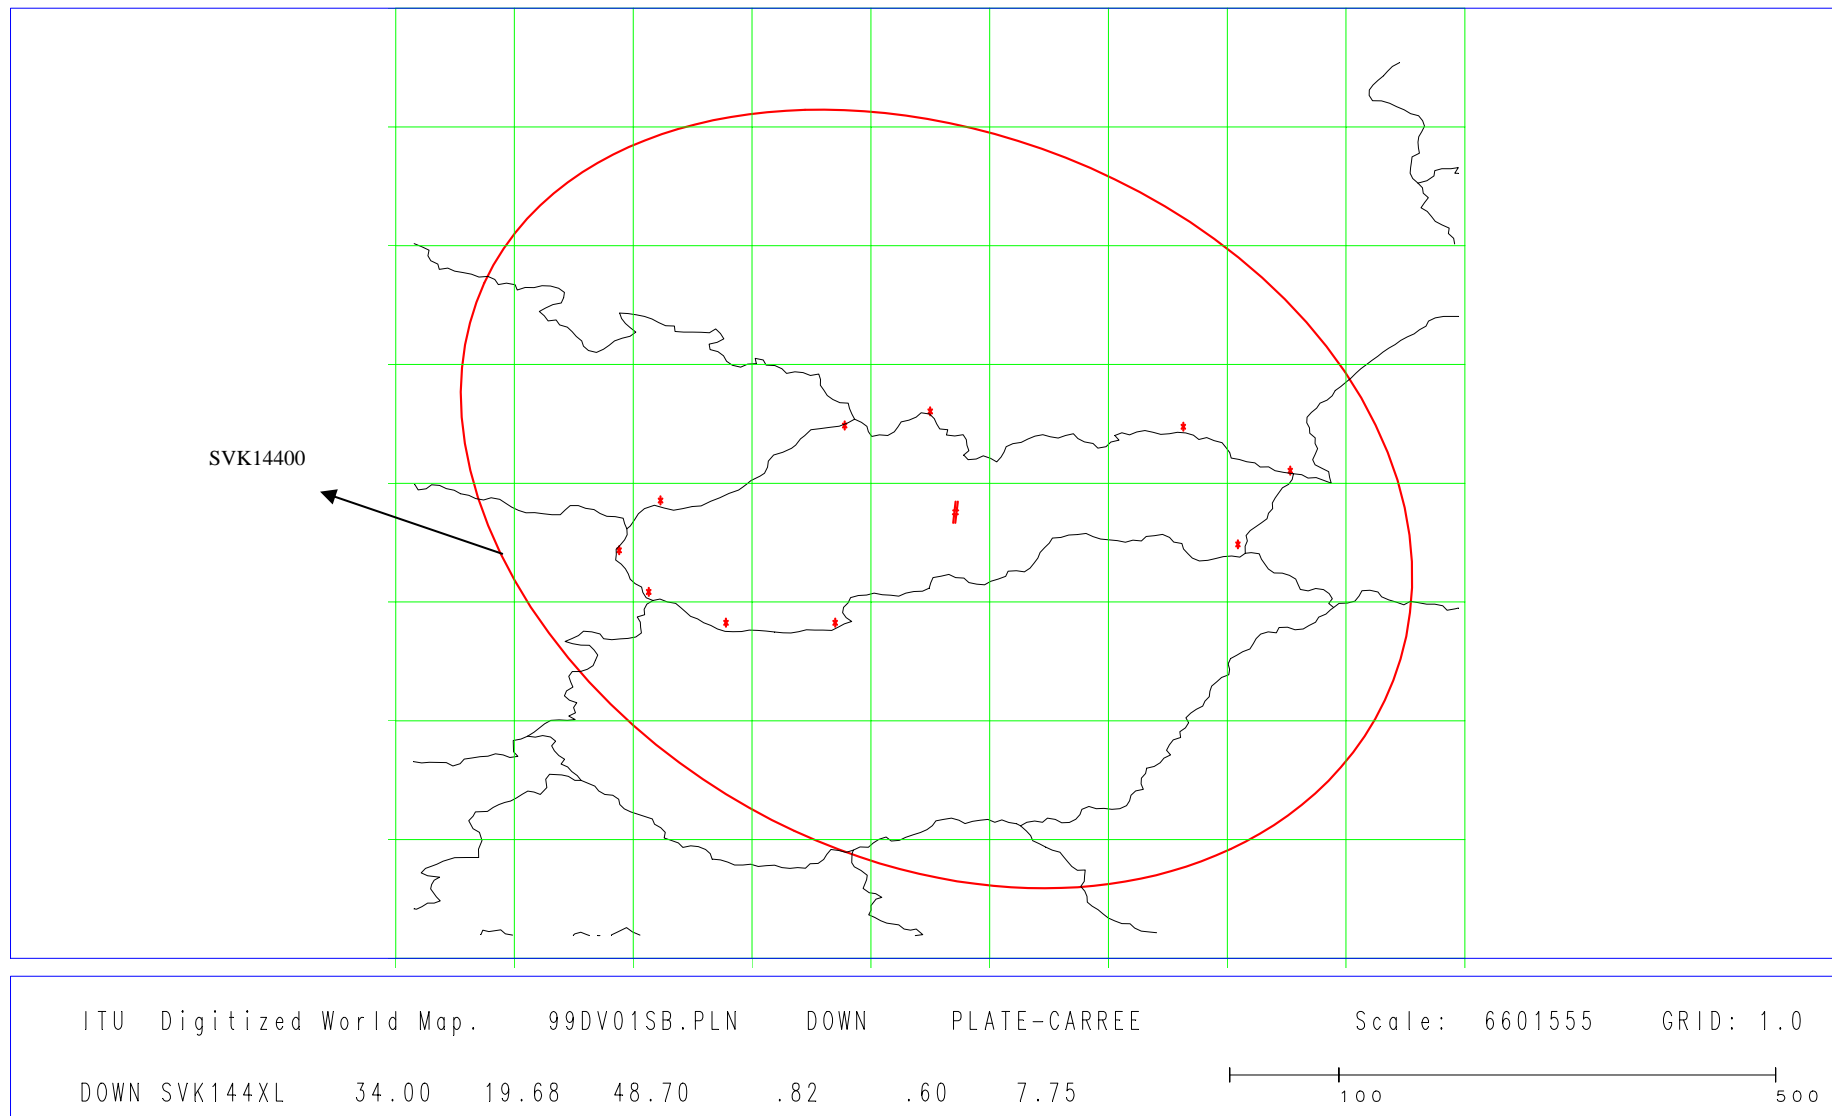 SVK14400
ITU Digitized World Map. 99DV01SB.PLN DOWN PLATE-CARREE Scale: 6601555 GRID: 1.0
DOWN SVK144XL 34.00 19.68 48.70 .82 .60 7.75 100 500